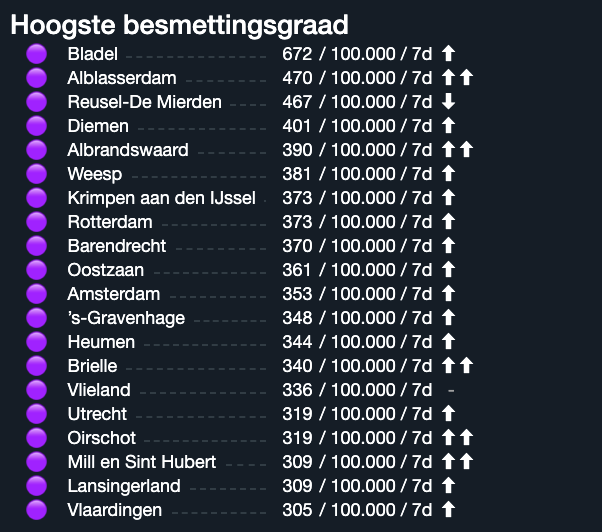 Hoogste besmettingsgraad
Bladel 672 / 100.000 / 7d ⬆
Alblasserdam 470 / 100.000 / 7d ⬆⬆
Reusel-De Mierden 467 / 100.000 / 7d ⬇
Diemen 401 / 100.000 / 7d ⬆
Albrandswaard 390 / 100.000 / 7d ⬆⬆
Weesp 381 / 100.000 / 7d ⬆
Krimpen aan den IJssel 373 / 100.000 / 7d ⬆
Rotterdam 373 / 100.000 / 7d ⬆
Barendrecht 370 / 100.000 / 7d ⬆
Oostzaan 361 / 100.000 / 7d ⬆
Amsterdam 353 / 100.000 / 7d ⬆
’s-Gravenhage 348 / 100.000 / 7d ⬆
Heumen 344 / 100.000 / 7d ⬆
Brielle 340 / 100.000 / 7d ⬆⬆
Vlieland 336 / 100.000 / 7d -
Utrecht 319 / 100.000 / 7d ⬆
Oirschot 319 / 100.000 / 7d ⬆⬆
Mill en Sint Hubert 309 / 100.000 / 7d ⬆⬆
Lansingerland 309 / 100.000 / 7d ⬆
Vlaardingen 305 / 100.000 / 7d ⬆